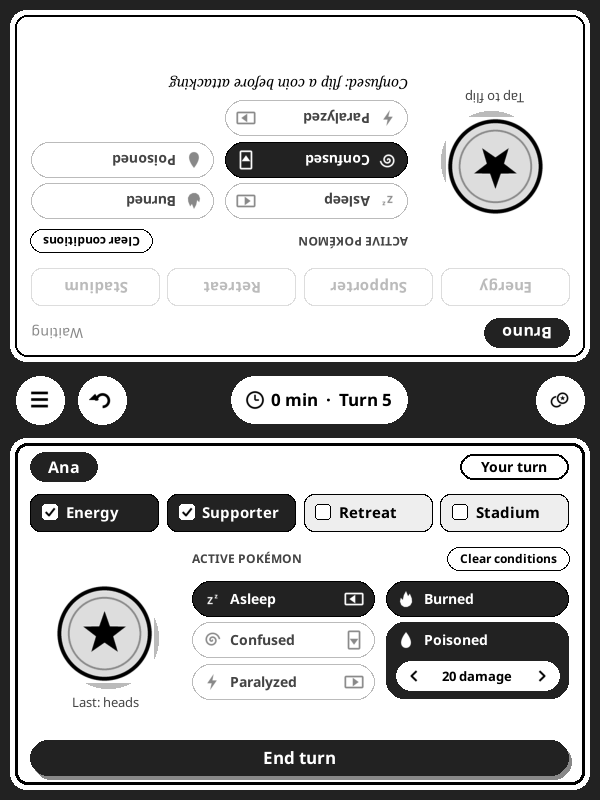 Confused: flip a coin before attacking
Tap to flip
Paralyzed
Confused
Poisoned
Asleep
Burned
ACTIVE POKÉMON
Clear conditions
Energy
Supporter
Retreat
Stadium
Bruno
Waiting
0 min · Turn 5
Ana
Your turn
Energy
Supporter
Retreat
Stadium
ACTIVE POKÉMON
Clear conditions
zz Asleep
Burned
Confused
Poisoned
Paralyzed
20 damage
Last: heads
End turn